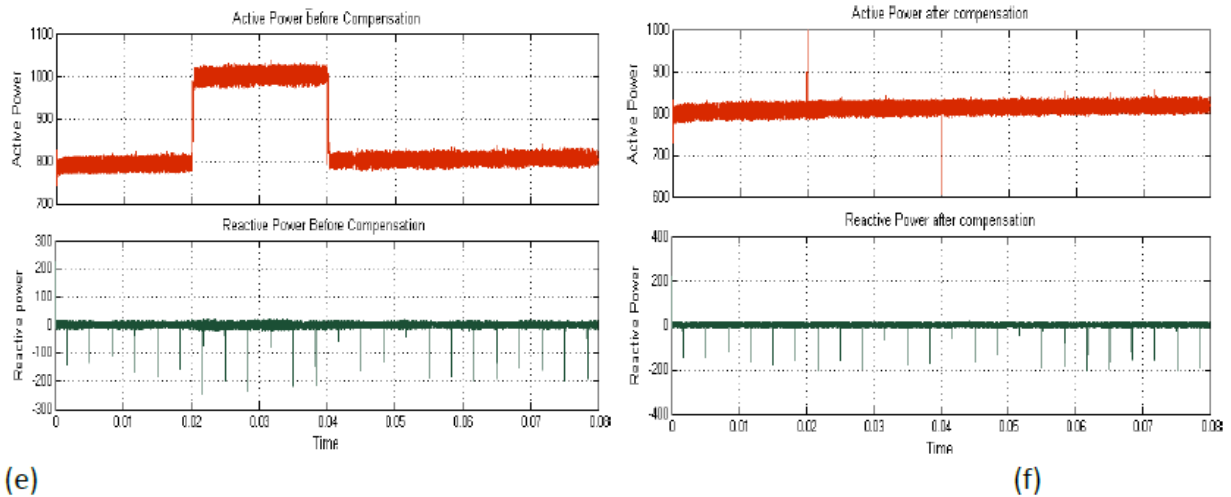 Active Power before Compensation
1100
1000
900
800
700
Active Power
Reactive Power Before Compensation
300
200
100
0
-100
-200
-300
Reactive power
0 0.01 0.02 0.03 0.04 0.05 0.06 0.07 0.08
Time
(e)
Active Power after compensation
1000
900
800
700
600
Active Power
Reactive Power after compensation
400
200
0
-200
-400
Reactive Power
0 0.01 0.02 0.03 0.04 0.05 0.06 0.07 0.08
Time
(f)